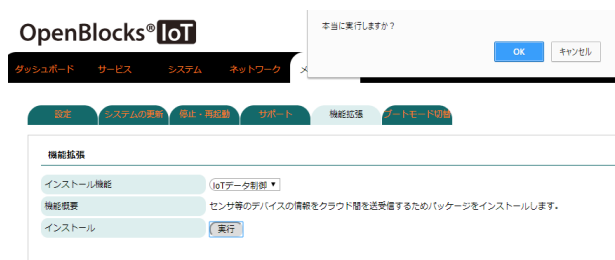 OpenBlocks® IoT
本当に実行しますか？
OK キャンセル
ダッシュボード サービス システム ネットワーク メ
設定 システムの更新 停止・再起動 サポート 機能拡張 ブートモード切替
機能拡張
インストール機能 IoTデータ制御 ▼
機能概要 センサ等のデバイスの情報をクラウド間を送受信するためパッケージをインストールします。
インストール 実行